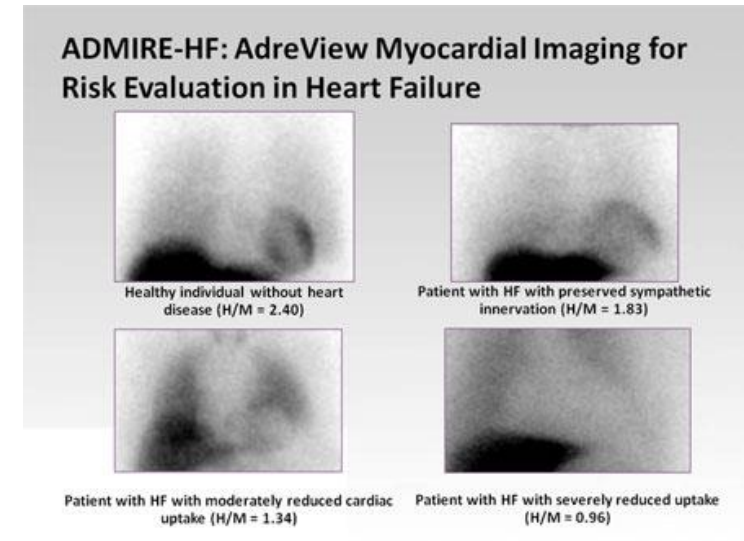 ADMIRE-HF: AdreView Myocardial Imaging for
Risk Evaluation in Heart Failure
Healthy individual without heart
disease (H/M = 2.40)
Patient with HF with preserved sympathetic
innervation (H/M = 1.83)
Patient with HF with moderately reduced cardiac
uptake (H/M = 1.34)
Patient with HF with severely reduced uptake
(H/M = 0.96)